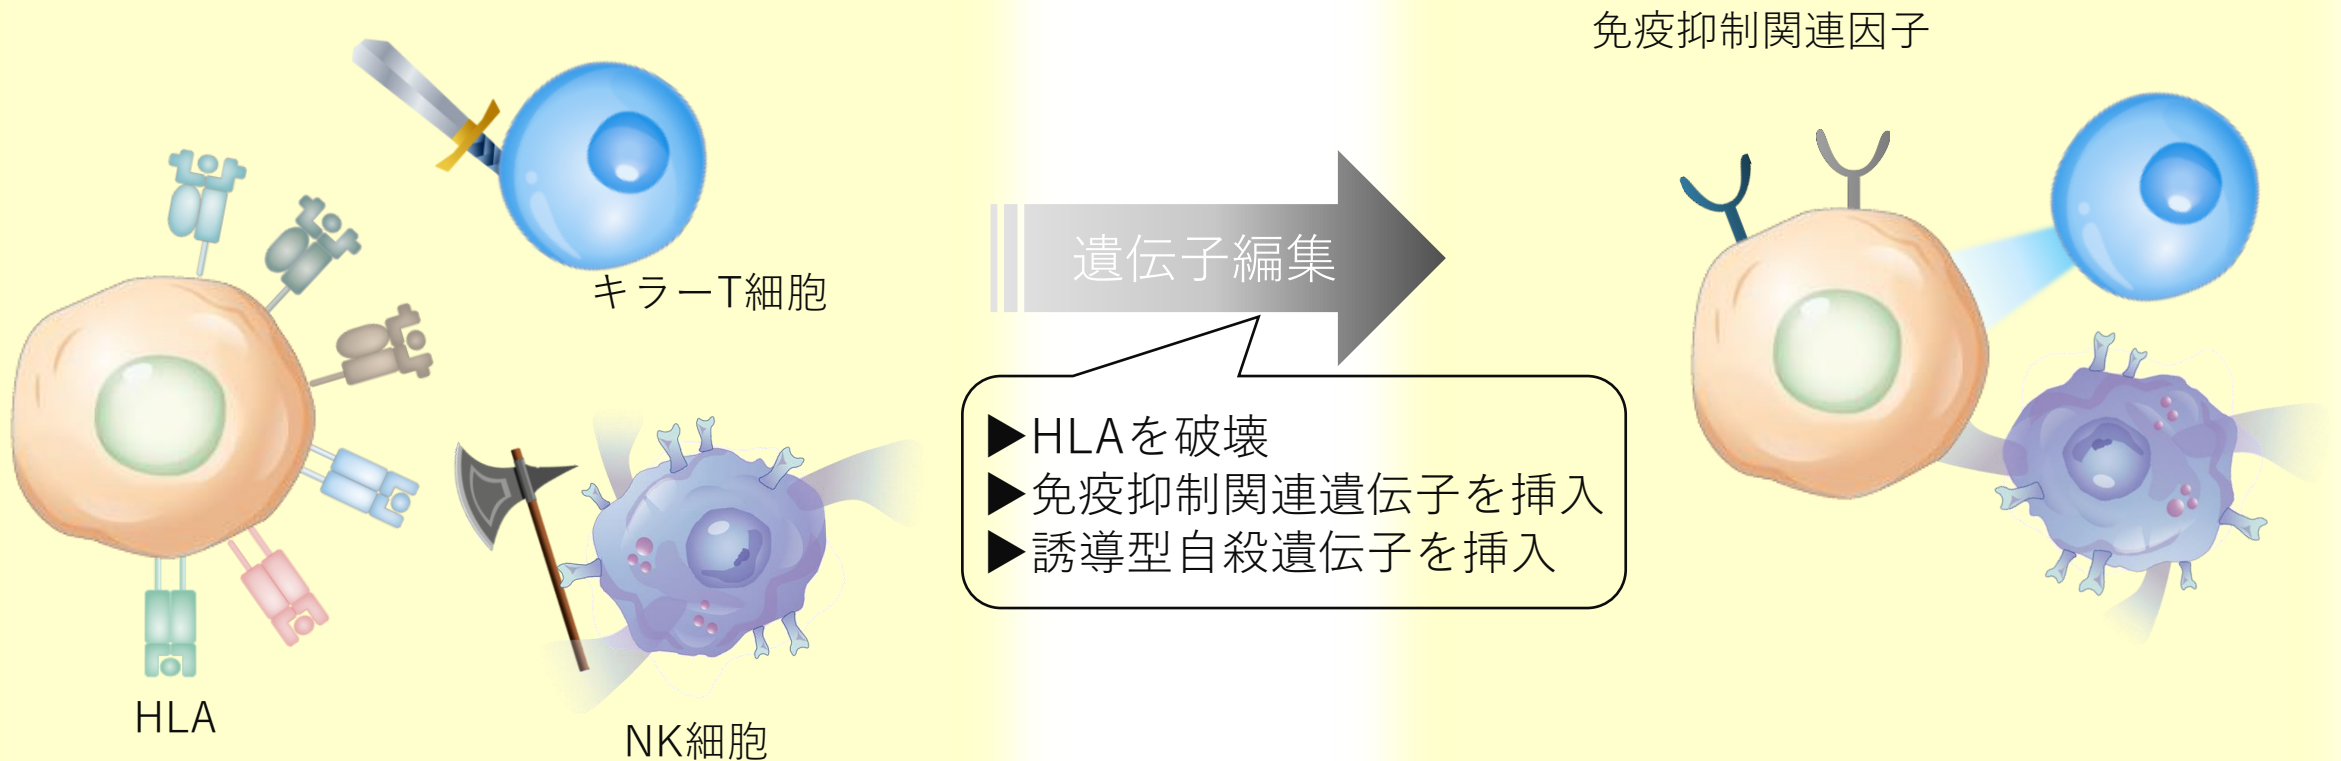 免疫抑制関連因子
キラーT細胞
遺伝子編集
▶HLAを破壊
▶免疫抑制関連遺伝子を挿入
▶誘導型自殺遺伝子を挿入
HLA
NK細胞